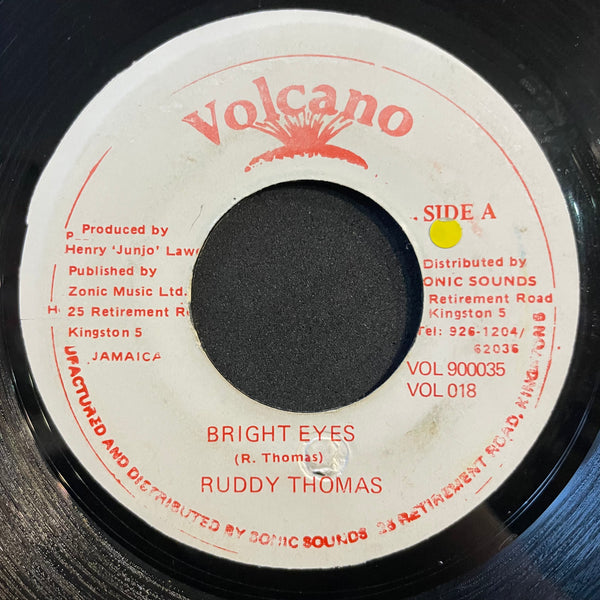 Volcano
. SIDE A
Produced by
Henry 'Junjo' Law
Published by
Zonic Music Ltd.
25 Retirement R
Kingston 5
JAMAICA
Distributed by
ONIC SOUNDS
Retirement Road
Kingston 5
Tel: 926-1204/
62036
VOL 900035
VOL 018
BRIGHT EYES
(R. Thomas)
RUDDY THOMAS
UFACTURED AND DISTRIBUTED BY SONIC SOUNDS 25 RETIREMENT ROAD, KINGSTON 5